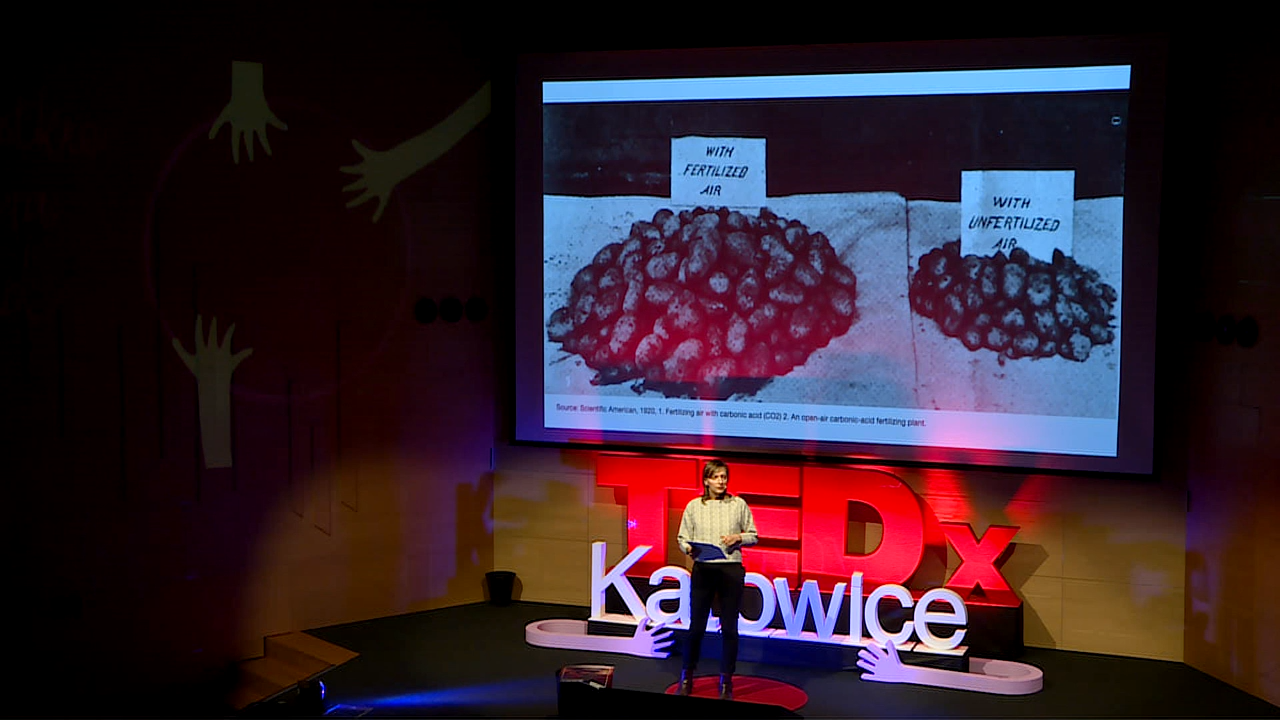 WITH
FERTILIZED
AIR
WITH
UNFERTILIZED
AIR
Source: Scientific American, 1920, 1. Fertilizing air with carbonic acid (CO2) 2. An open-air carbonic-acid fertilizing plant.
TEDx
Katowice